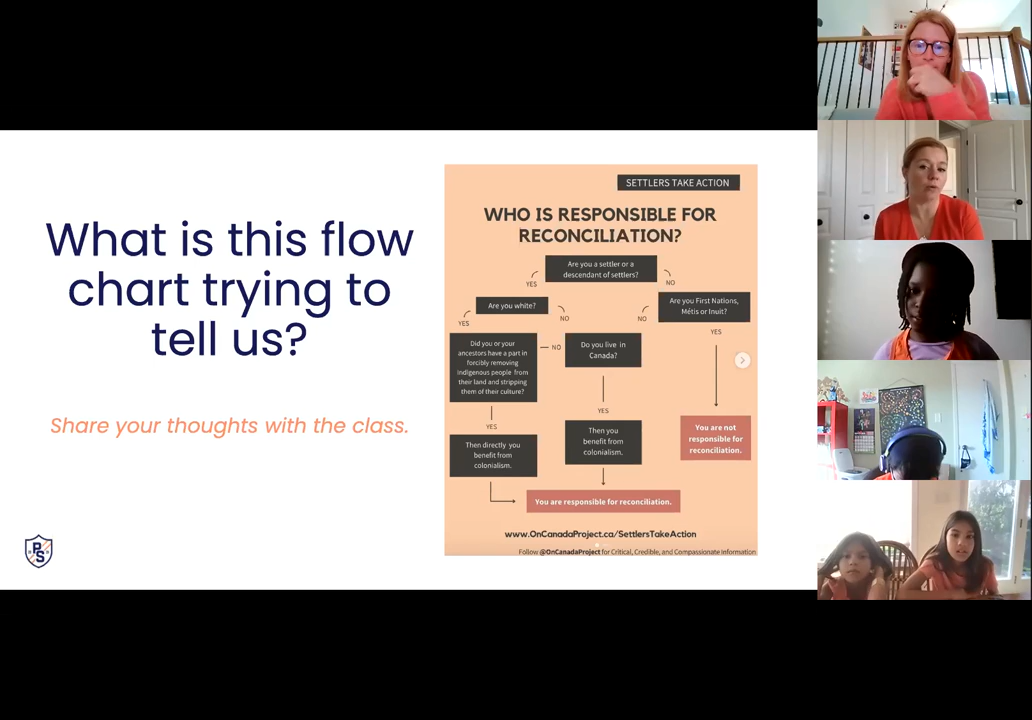 What is this flow
chart trying to
tell us?
Share your thoughts with the class.
PS
SETTLERS TAKE ACTION
WHO IS RESPONSIBLE FOR
RECONCILIATION?
Are you a settler or a
descendant of settlers?
YES
NO
Are you white?
Are you First Nations,
Métis or Inuit?
YES
NO
NO
YES
Did you or your
ancestors have a part in
forcibly removing
Indigenous people from
their land and stripping
them of their culture?
NO
Do you live in
Canada?
YES
YES
Then directly you
benefit from
colonialism.
Then you
benefit from
colonialism.
You are not
responsible for
reconciliation.
You are responsible for reconciliation.
www.OnCanadaProject.ca/SettlersTakeAction
Follow @OnCanadaProject for Critical, Credible, and Compassionate Information